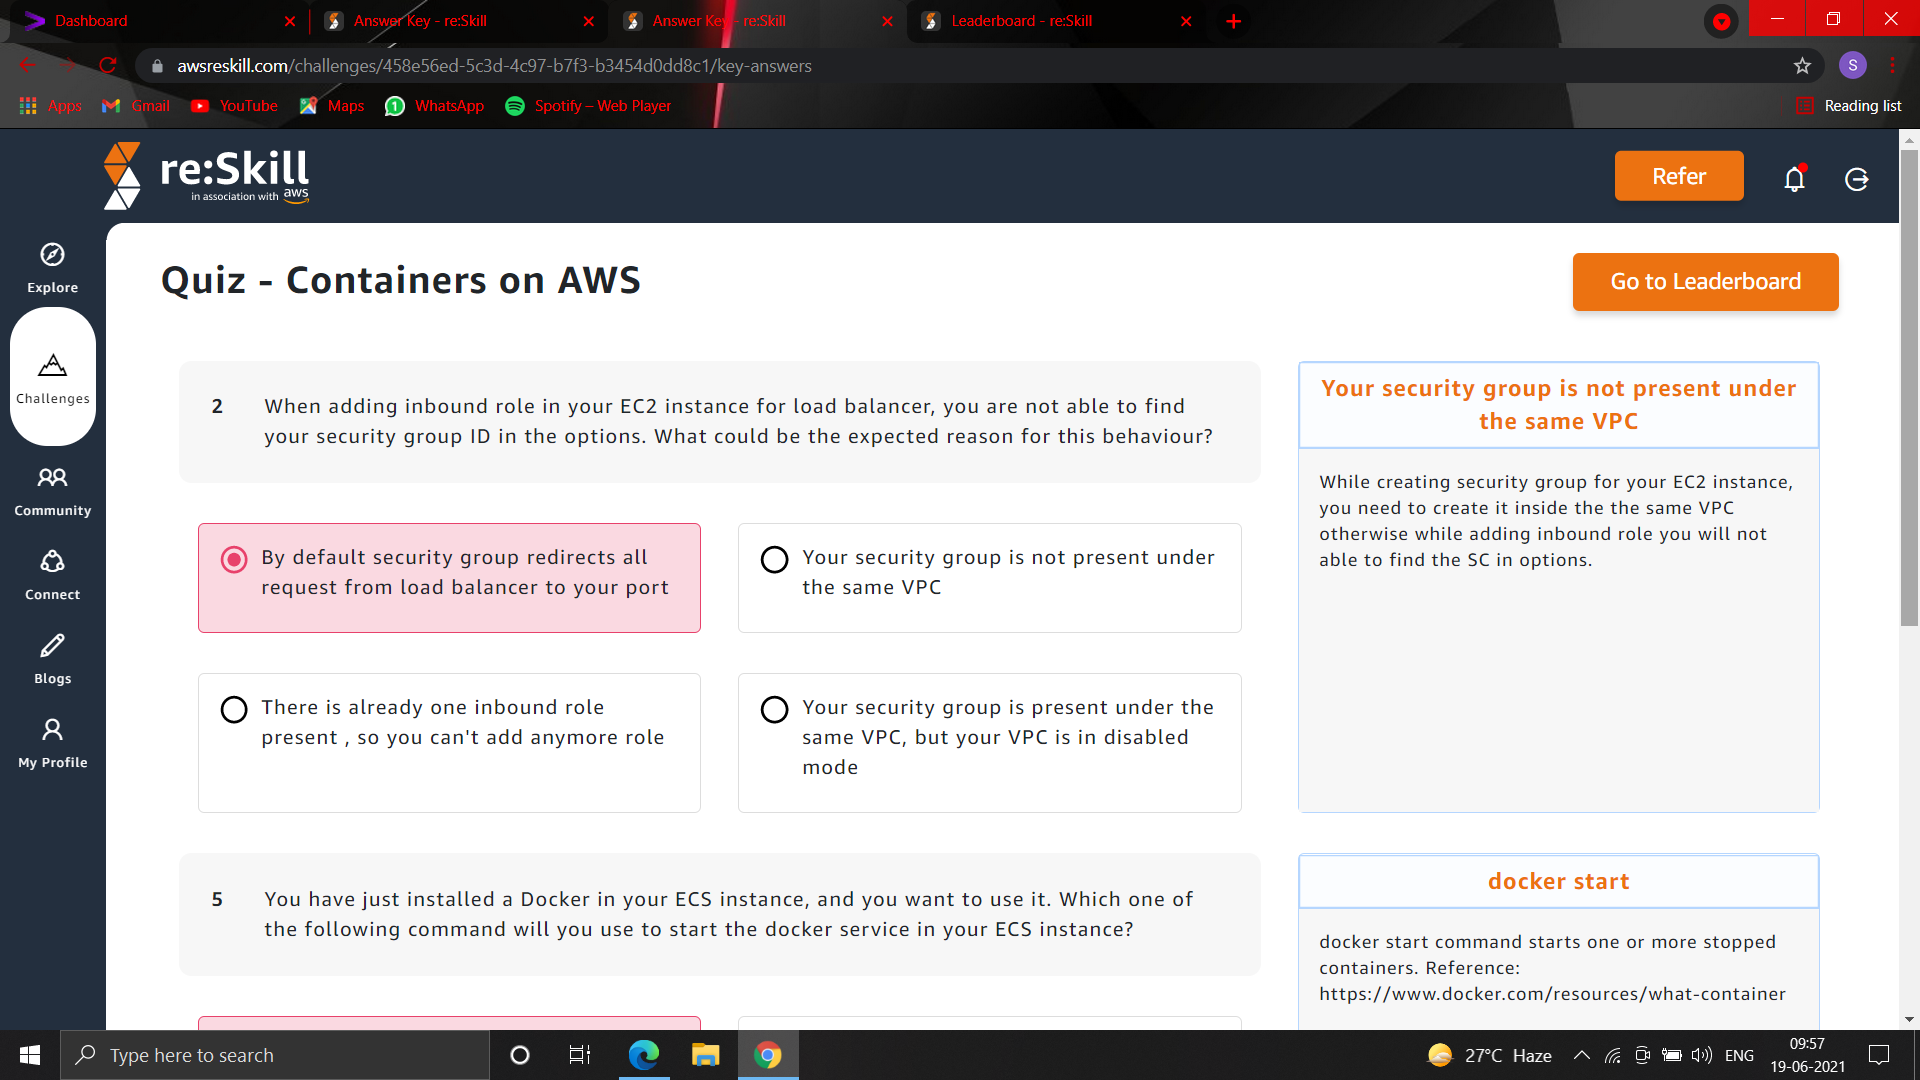 Dashboard
Answer Key - re:Skill
Answer Key - re:Skill
Leaderboard - re:Skill
awsreskill.com/challenges/458e56ed-5c3d-4c97-b7f3-b3454d0dd8c1/key-answers
S
Apps
Gmail
YouTube
Maps
1
WhatsApp
Spotify – Web Player
Reading list
re:Skill
in association with aws
Refer
Explore
Challenges
Community
Connect
Blogs
My Profile
Quiz - Containers on AWS
Go to Leaderboard
2
When adding inbound role in your EC2 instance for load balancer, you are not able to find
your security group ID in the options. What could be the expected reason for this behaviour?
By default security group redirects all
request from load balancer to your port
Your security group is not present under
the same VPC
There is already one inbound role
present , so you can't add anymore role
Your security group is present under the
same VPC, but your VPC is in disabled
mode
Your security group is not present under
the same VPC
While creating security group for your EC2 instance,
you need to create it inside the the same VPC
otherwise while adding inbound role you will not
able to find the SC in options.
5
You have just installed a Docker in your ECS instance, and you want to use it. Which one of
the following command will you use to start the docker service in your ECS instance?
docker start
docker start command starts one or more stopped
containers. Reference:
https://www.docker.com/resources/what-container
Type here to search
27°C Haze
ENG
09:57
19-06-2021